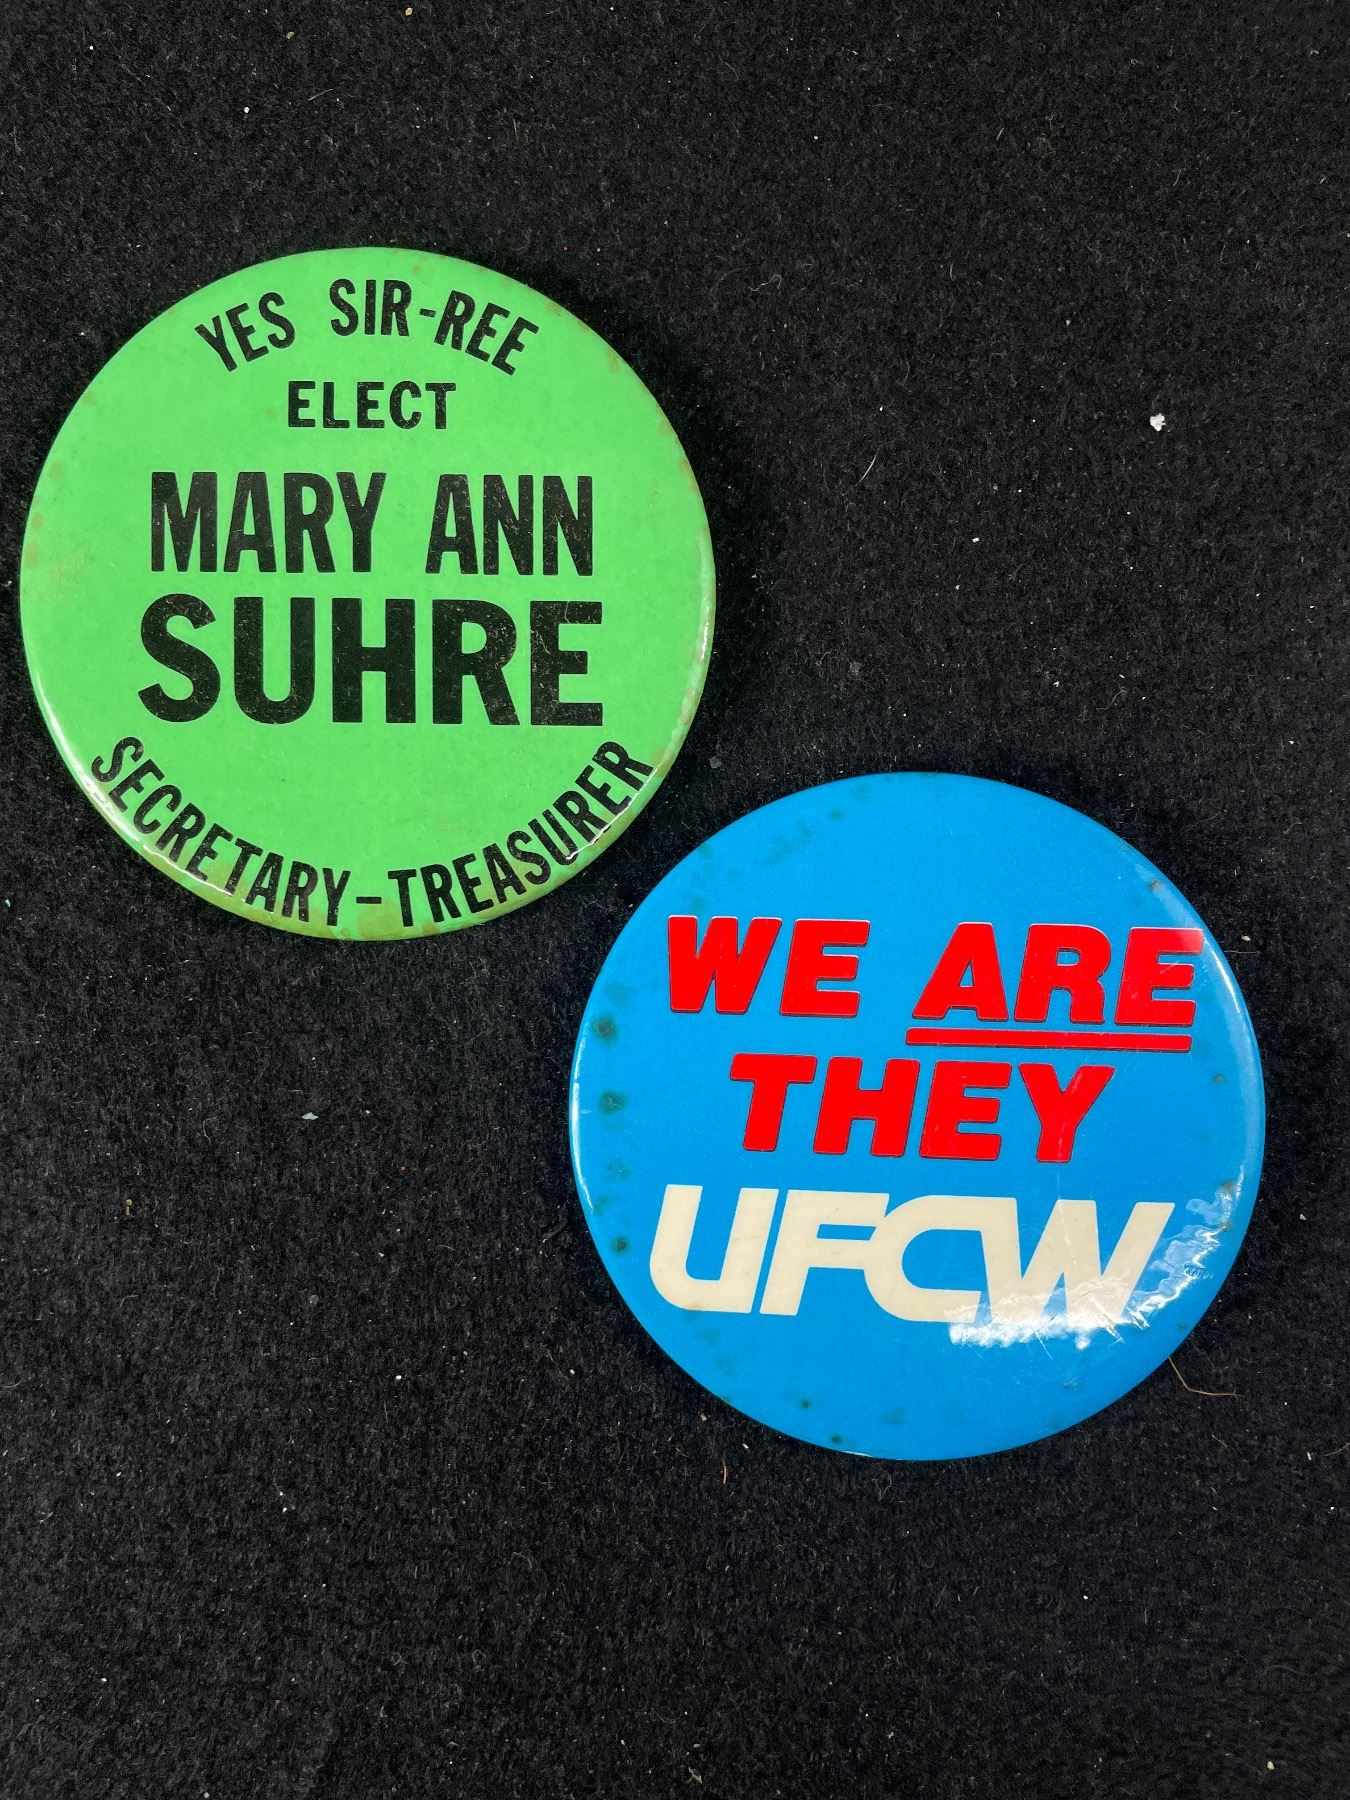 YES SIR-REE
ELECT
MARY ANN
SUHRE
SECRETARY-TREASURER
WE ARE
THEY
UFCW